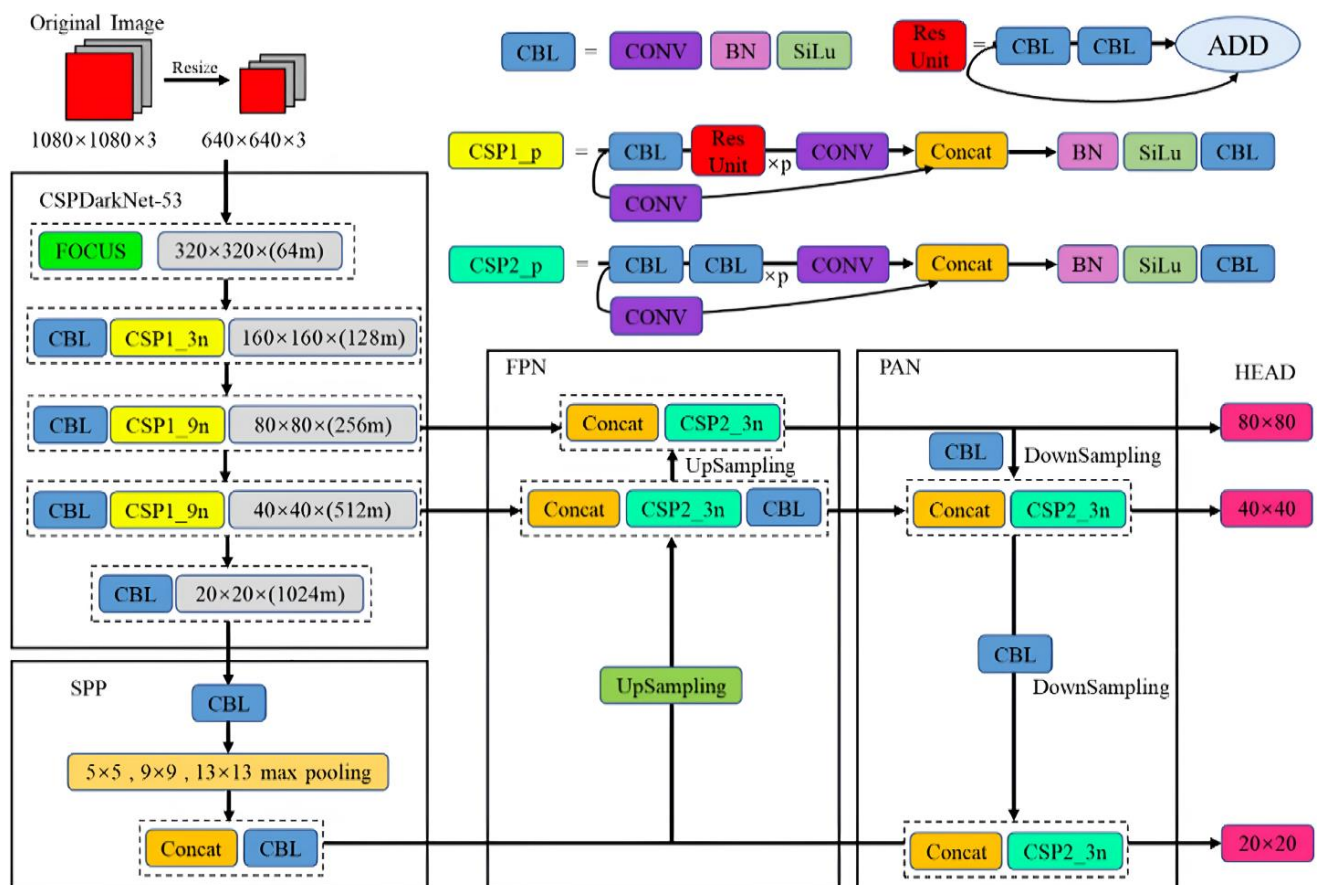 Original Image
Resize
1080×1080×3 640×640×3
CBL = CONV BN SiLu
Res Unit = CBL CBL ADD
CSP1_p = CBL Res Unit ×p CONV Concat BN SiLu CBL
CONV
CSP2_p = CBL CBL ×p CONV Concat BN SiLu CBL
CONV
CSPDarkNet-53
FOCUS 320×320×(64m)
CBL CSP1_3n 160×160×(128m)
CBL CSP1_9n 80×80×(256m)
CBL CSP1_9n 40×40×(512m)
CBL 20×20×(1024m)
SPP
CBL
5×5 , 9×9 , 13×13 max pooling
Concat CBL
FPN
Concat CSP2_3n
UpSampling
Concat CSP2_3n CBL
UpSampling
PAN
CBL DownSampling
Concat CSP2_3n
CBL
DownSampling
Concat CSP2_3n
HEAD
80×80
40×40
20×20